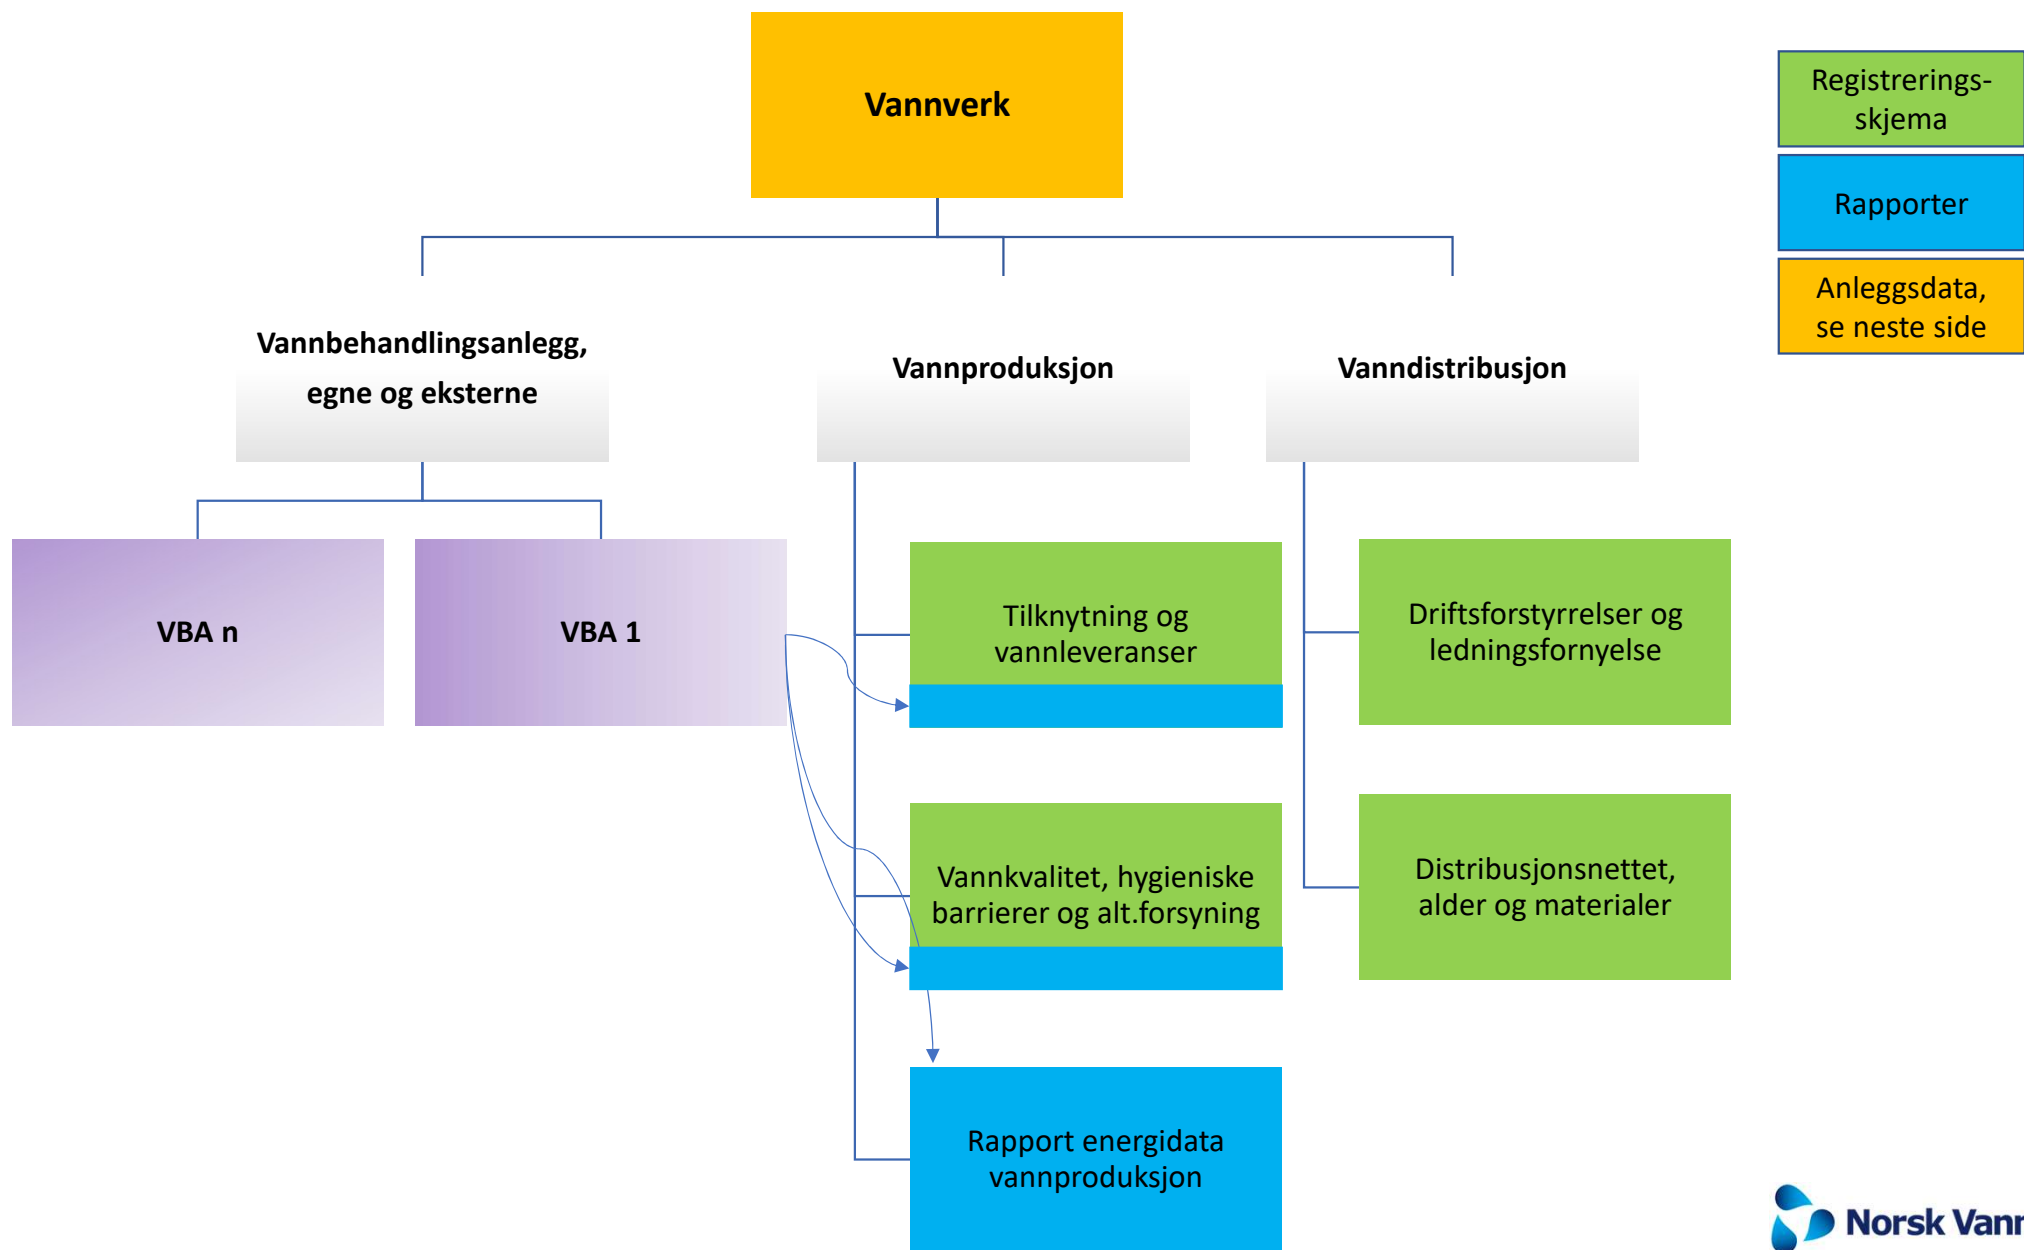 Vannverk
Registrerings-
skjema
Rapporter
Anleggsdata,
se neste side
Vannbehandlingsanlegg,
egne og eksterne
Vannproduksjon
Vanndistribusjon
VBA n
VBA 1
Tilknytning og
vannleveranser
Driftsforstyrrelser og
ledningsfornyelse
Vannkvalitet, hygieniske
barrierer og alt.forsyning
Distribusjonsnettet,
alder og materialer
Rapport energidata
vannproduksjon
Norsk Vann